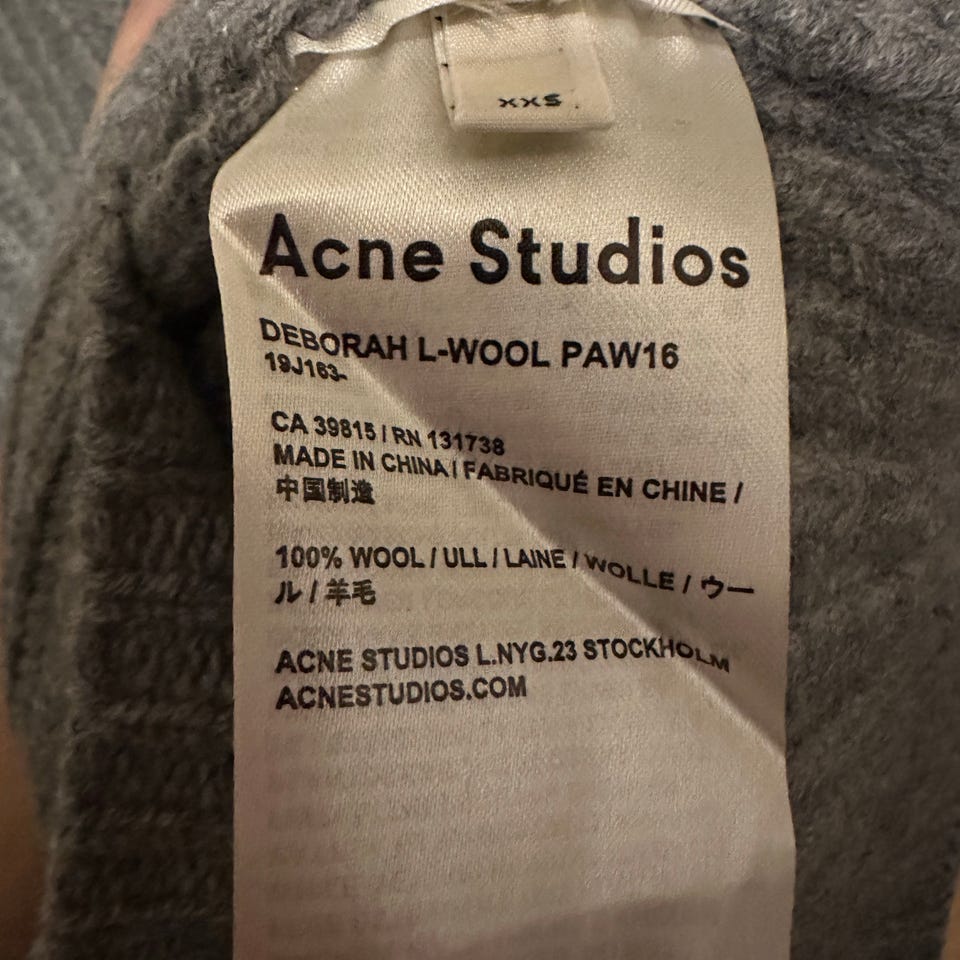 XXS
Acne Studios
DEBORAH L-WOOL PAW16
19J163-
CA 39815 / RN 131738
MADE IN CHINA / FABRIQUÉ EN CHINE /
中国制造
100% WOOL / ULL / LAINE / WOLLE / ウー
ル / 羊毛
ACNE STUDIOS L.NYG.23 STOCKHOLM
ACNESTUDIOS.COM